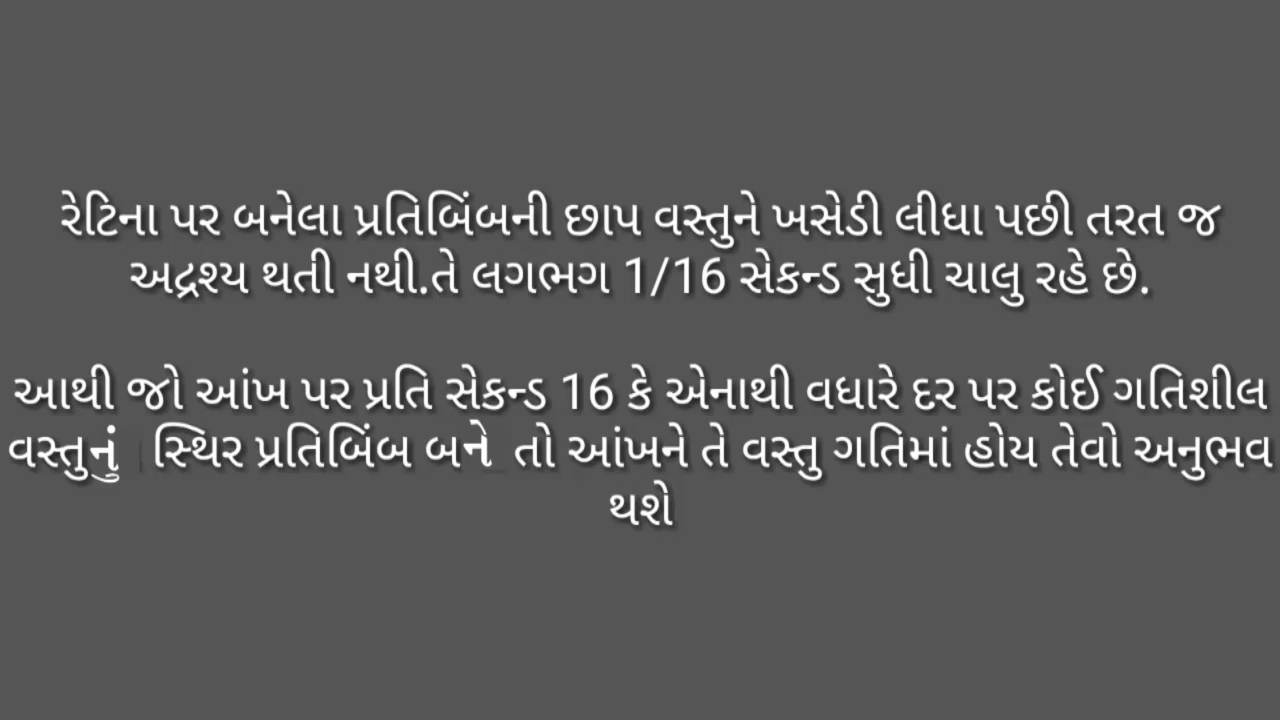 રેટિના પર બનેલા પ્રતિબિંબની છાપ વસ્તુને ખસેડી લીધા પછી તરત જ
અદ્રશ્ય થતી નથી.તે લગભગ 1/16 સેકન્ડ સુધી ચાલુ રહે છે.
આથી જો આંખ પર પ્રતિ સેકન્ડ 16 કે એનાથી વધારે દર પર કોઈ ગતિશીલ
વસ્તુનું સ્થિર પ્રતિબિંબ બને તો આંખને તે વસ્તુ ગતિમાં હોય તેવો અનુભવ
થશે